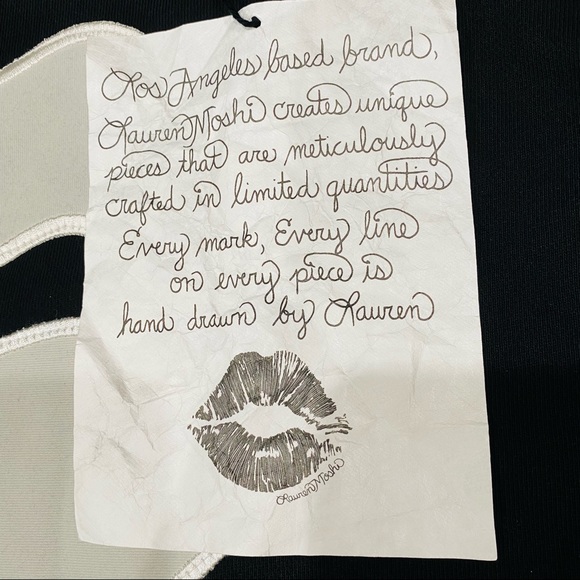 Los Angeles based brand,
Lauren Moshi creates unique
pieces that are meticulously
crafted in limited quantities
Every mark, Every line
on every piece is
hand drawn by Lauren
Lauren Moshi